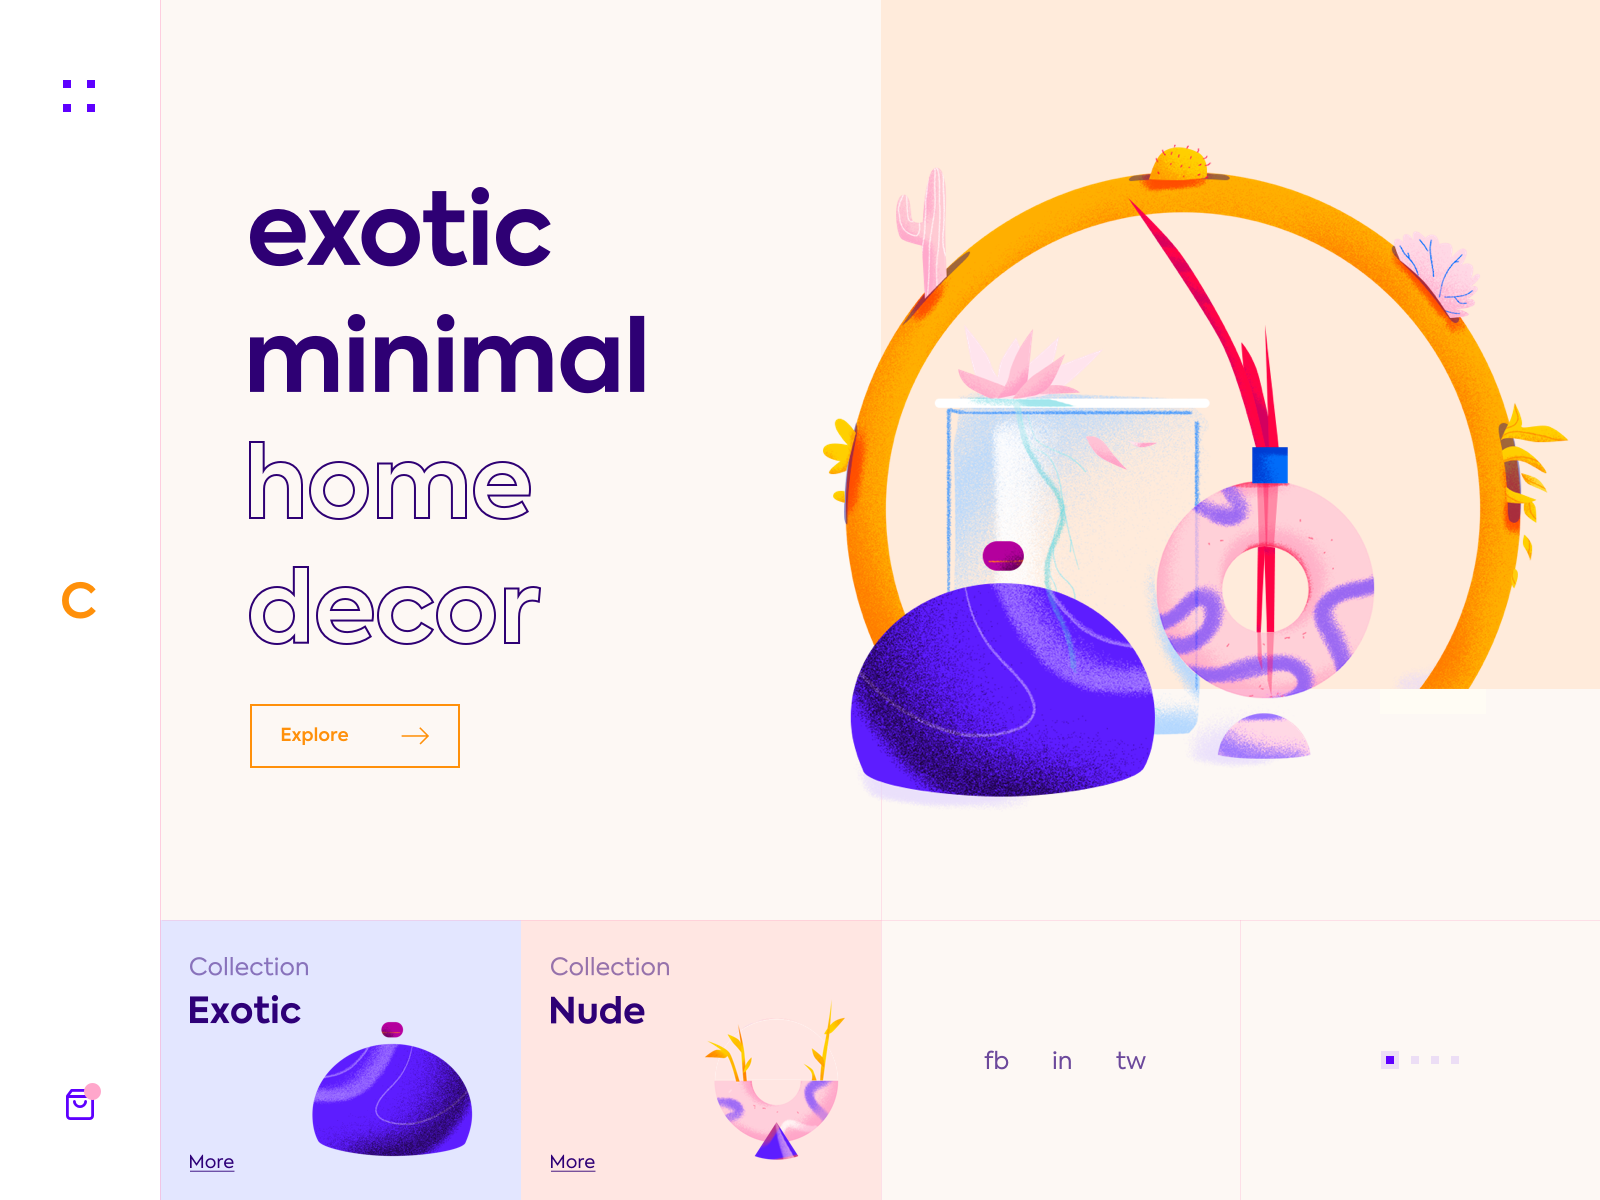 exotic
minimal
home
decor
Explore
C
Collection
Exotic
More
Collection
Nude
More
fb in tw